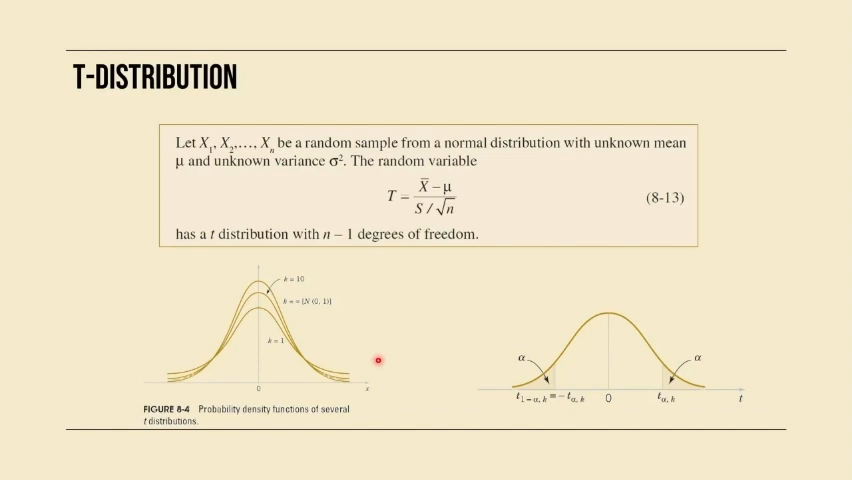 T-DISTRIBUTION
Let X₁, X₂,..., Xₙ be a random sample from a normal distribution with unknown mean
μ and unknown variance σ². The random variable
T = (X̄ – μ) / (S / √n) (8-13)
has a t distribution with n – 1 degrees of freedom.
k = 10
k = ∞ [N (0, 1)]
k = 1
0
x
FIGURE 8-4 Probability density functions of several
t distributions.
α
α
t₁₋α, k = – tα, k
0
tα, k
t